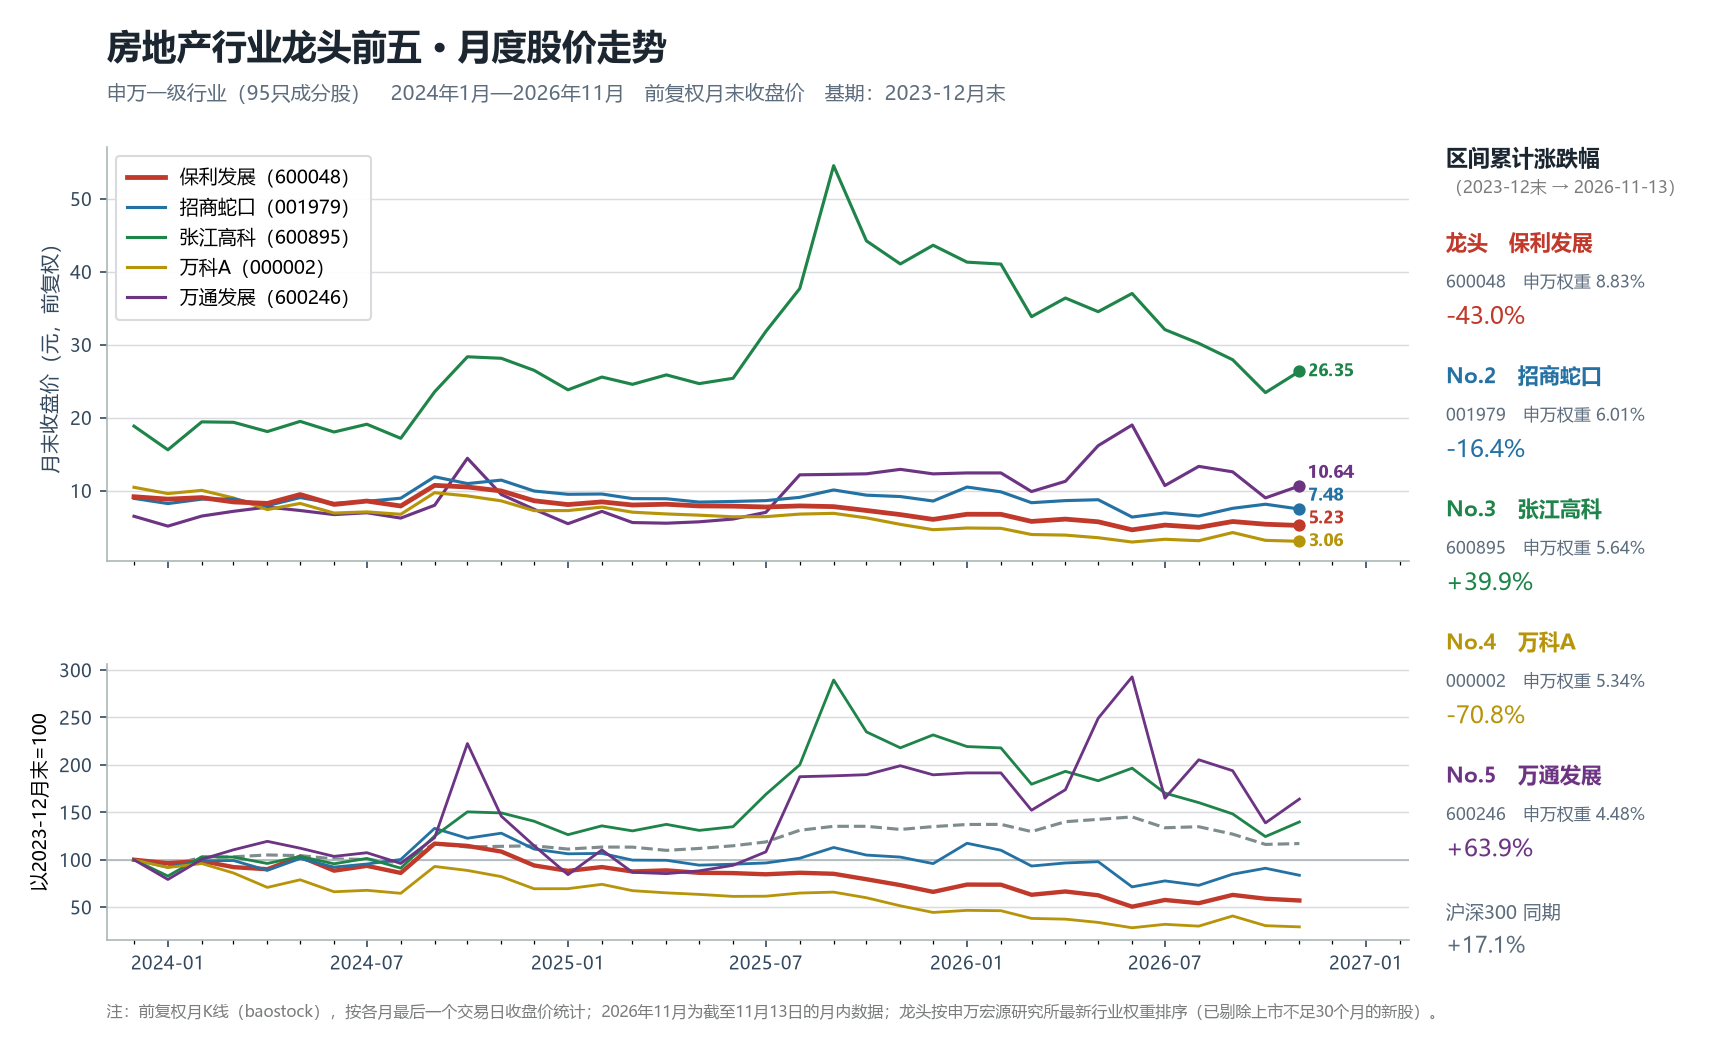 房地产行业龙头前五 • 月度股价走势
申万一级行业（95只成分股） 2024年1月—2026年11月 前复权月末收盘价 基期：2023-12月末
月末收盘价（元，前复权）
50
40
30
20
10
保利发展（600048）
招商蛇口（001979）
张江高科（600895）
万科A（000002）
万通发展（600246）
26.35
10.64
7.48
5.23
3.06
以2023-12月末=100
300
250
200
150
100
50
2024-01 2024-07 2025-01 2025-07 2026-01 2026-07 2027-01
区间累计涨跌幅
（2023-12末 → 2026-11-13）
龙头 保利发展
600048 申万权重 8.83%
-43.0%
No.2 招商蛇口
001979 申万权重 6.01%
-16.4%
No.3 张江高科
600895 申万权重 5.64%
+39.9%
No.4 万科A
000002 申万权重 5.34%
-70.8%
No.5 万通发展
600246 申万权重 4.48%
+63.9%
沪深300 同期
+17.1%
注：前复权月K线（baostock），按各月最后一个交易日收盘价统计；2026年11月为截至11月13日的月内数据；龙头按申万宏源研究所最新行业权重排序（已剔除上市不足30个月的新股）。